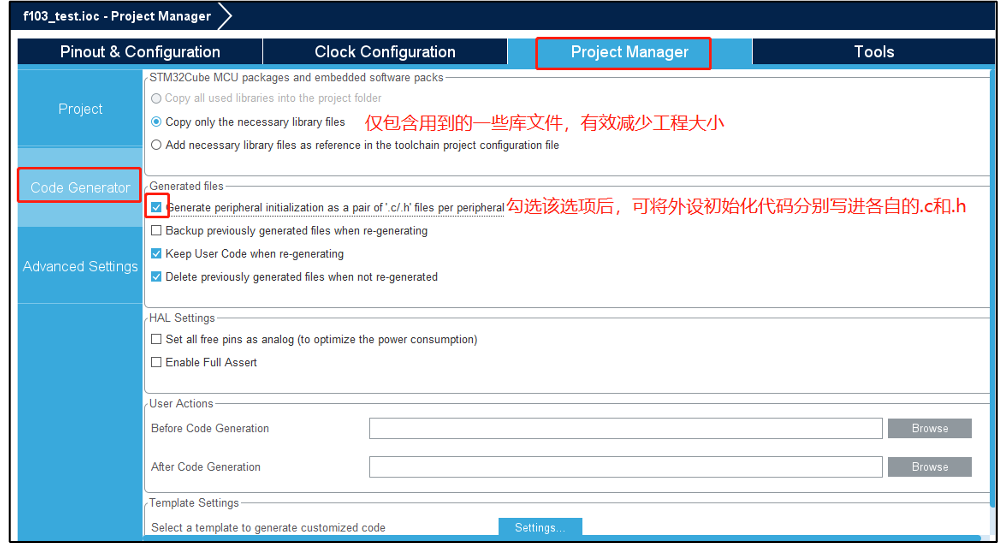 f103_test.ioc - Project Manager
Pinout & Configuration
Clock Configuration
Project Manager
Tools
Project
Code Generator
Advanced Settings
STM32Cube MCU packages and embedded software packs
Copy all used libraries into the project folder
Copy only the necessary library files
仅包含用到的一些库文件，有效减少工程大小
Add necessary library files as reference in the toolchain project configuration file
Generated files
Generate peripheral initialization as a pair of '.c/.h' files per peripheral
勾选该选项后，可将外设初始化代码分别写进各自的.c和.h
Backup previously generated files when re-generating
Keep User Code when re-generating
Delete previously generated files when not re-generated
HAL Settings
Set all free pins as analog (to optimize the power consumption)
Enable Full Assert
User Actions
Before Code Generation
Browse
After Code Generation
Browse
Template Settings
Select a template to generate customized code
Settings...